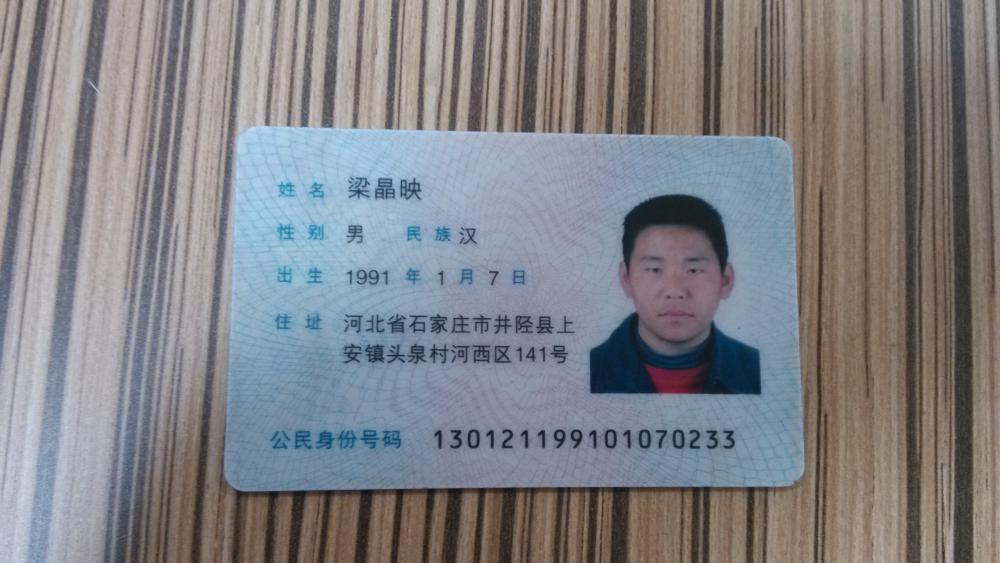 姓名 梁晶映
性别 男 民族 汉
出生 1991 年 1 月 7 日
住址 河北省石家庄市井陉县上
安镇头泉村河西区141号
公民身份号码 130121199101070233